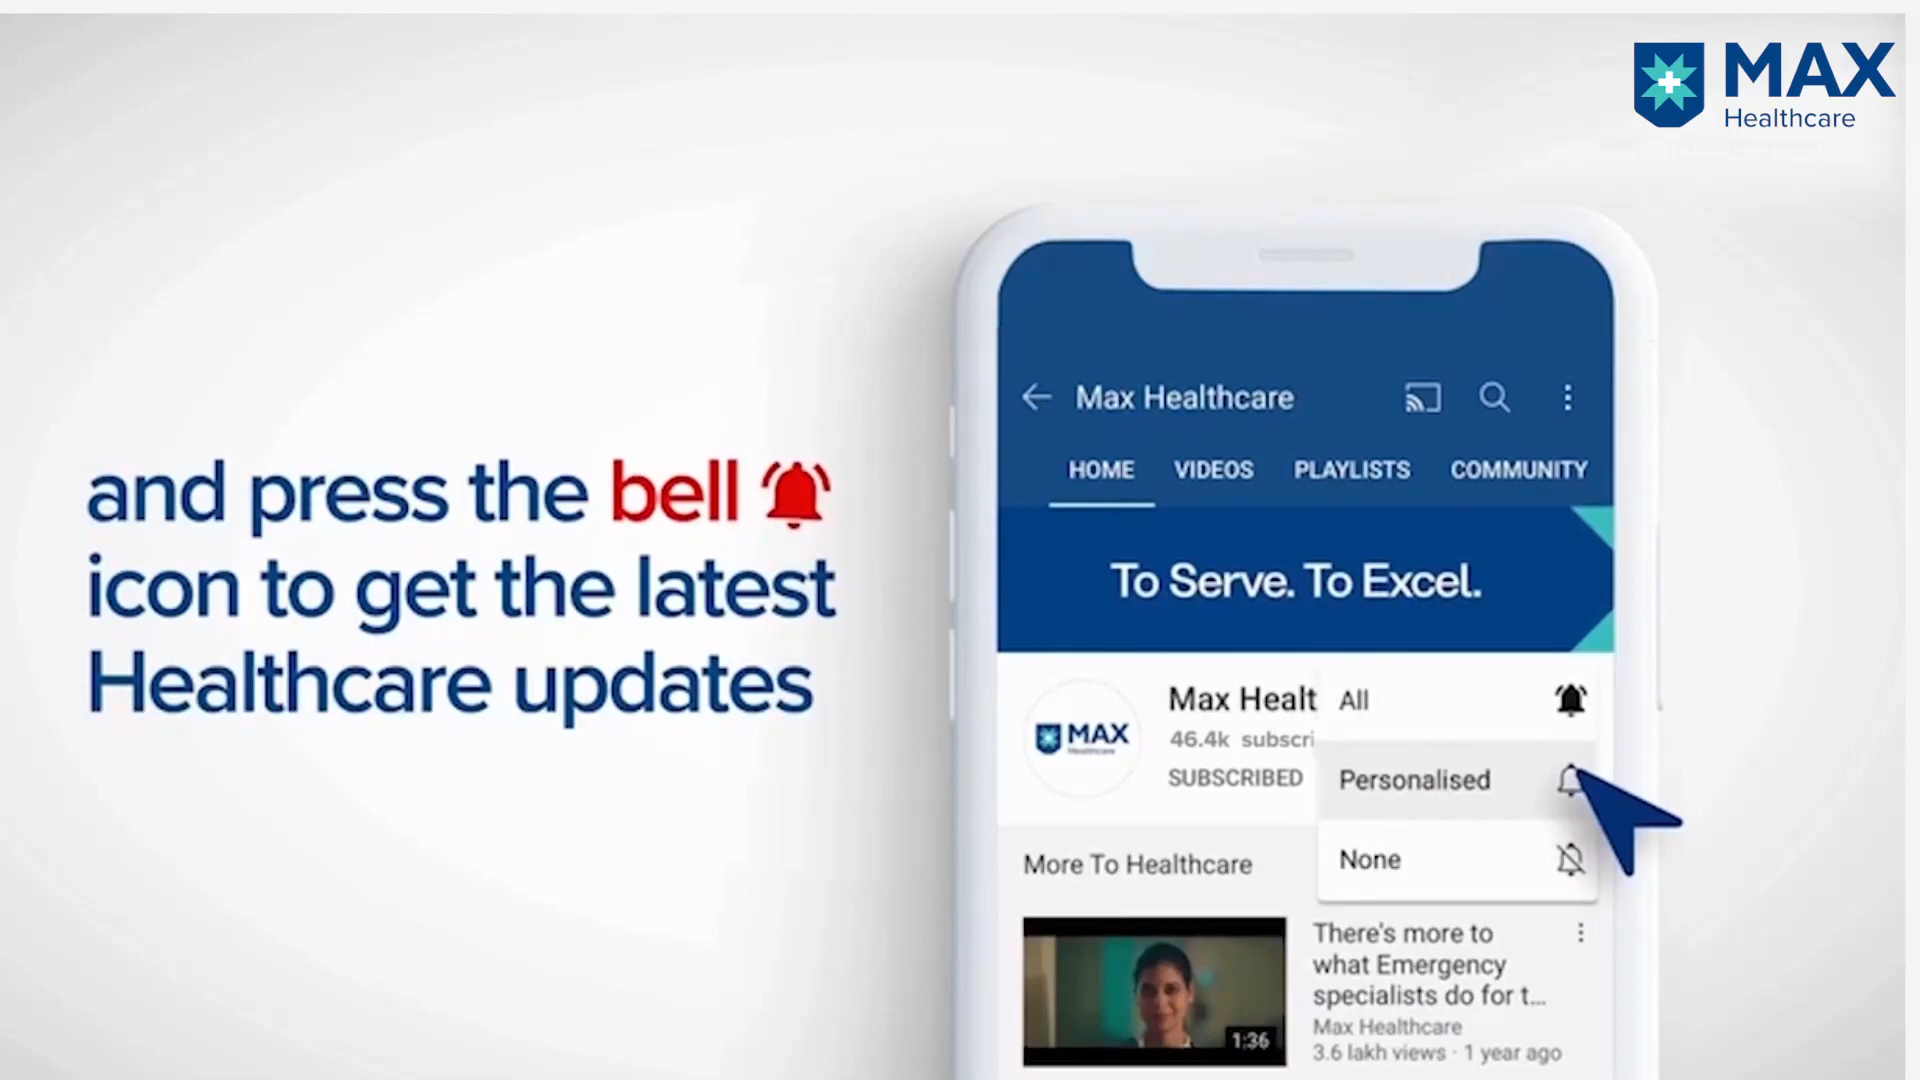 MAX
Healthcare
and press the bell
icon to get the latest
Healthcare updates
Max Healthcare
HOME VIDEOS PLAYLISTS COMMUNITY
To Serve. To Excel.
MAX
Healthcare
Max Healt
46.4k subscri
SUBSCRIBED
All
Personalised
None
More To Healthcare
1:36
There's more to
what Emergency
specialists do for t...
Max Healthcare
3.6 lakh views · 1 year ago